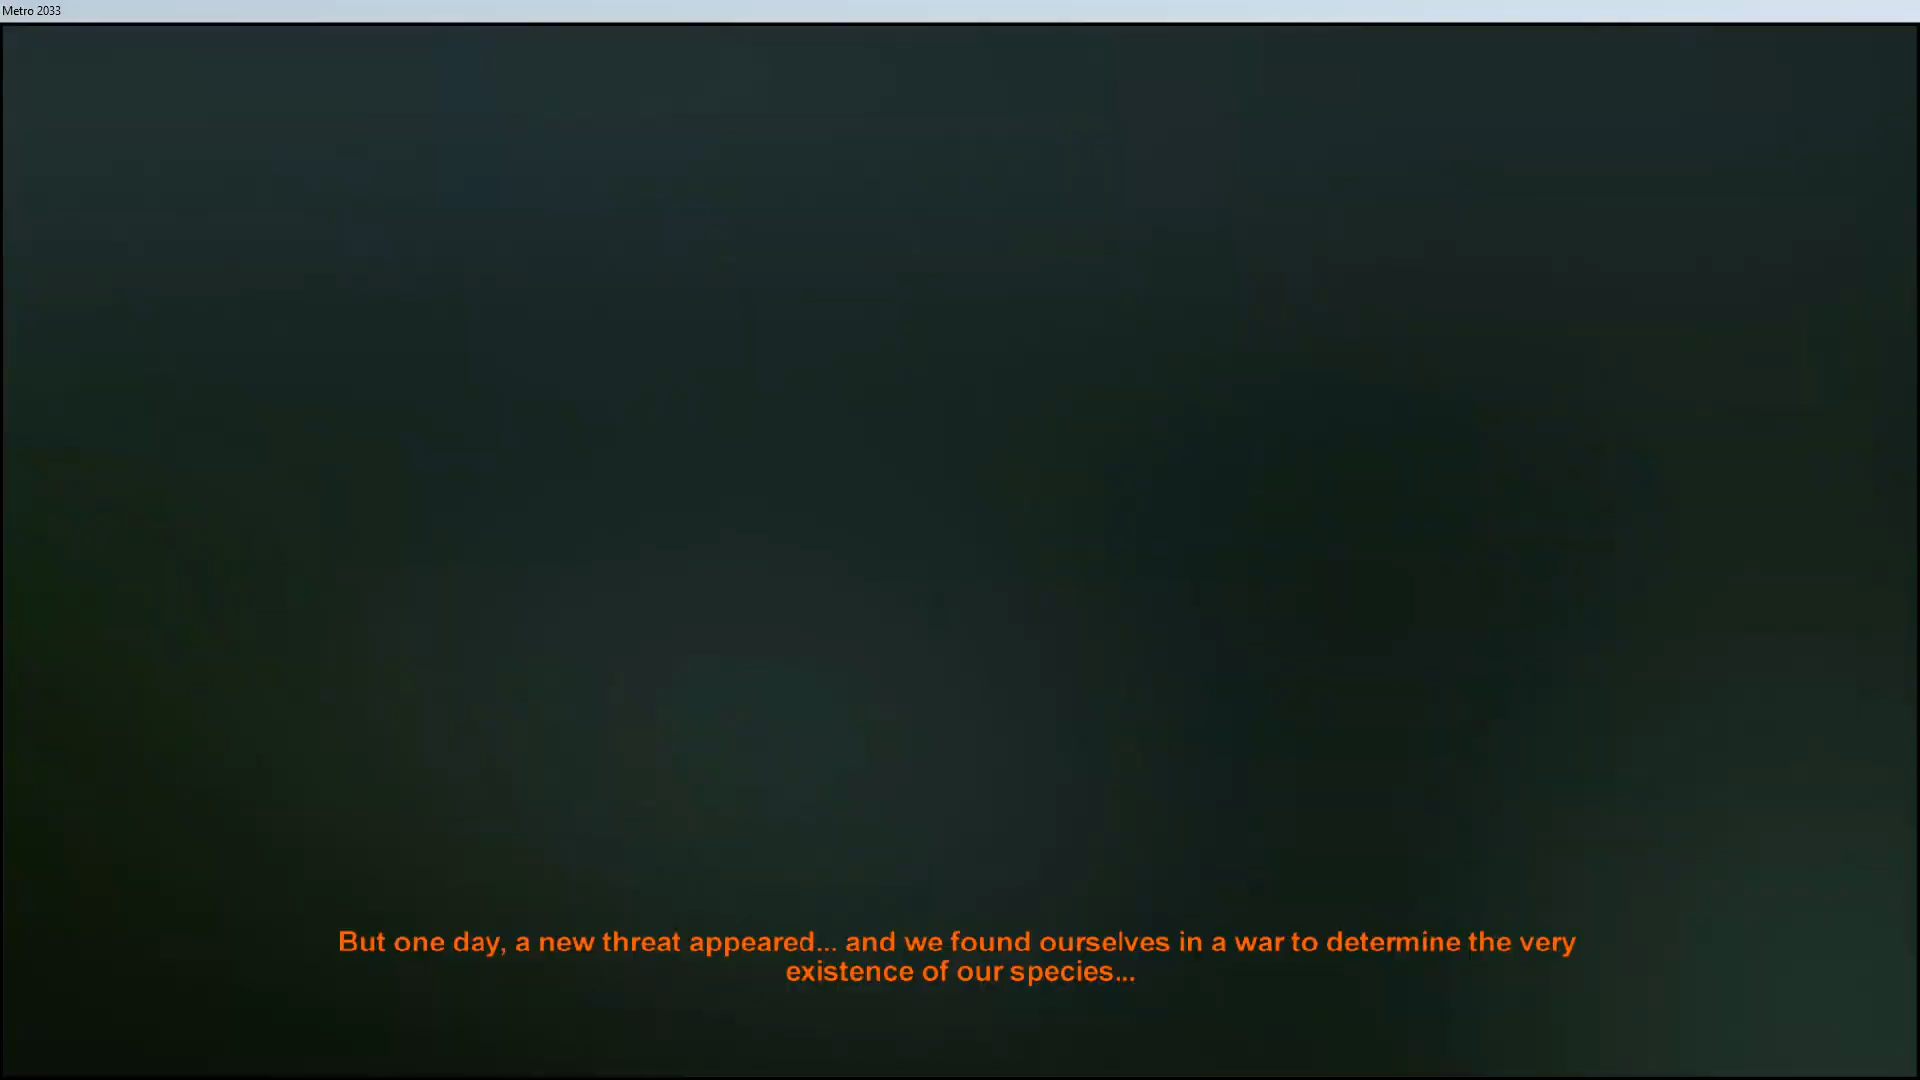 Metro 2033
But one day, a new threat appeared... and we found ourselves in a war to determine the very
existence of our species...